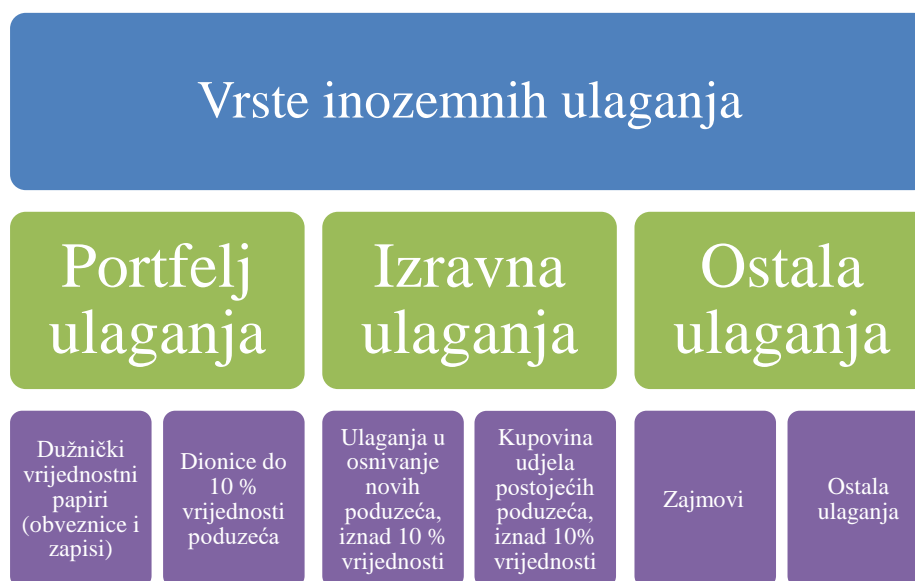 Vrste inozemnih ulaganja
Portfelj
ulaganja
Izravna
ulaganja
Ostala
ulaganja
Dužnički
vrijednostni
papiri
(obveznice i
zapisi)
Dionice do
10 %
vrijednosti
poduzeća
Ulaganja u
osnivanje
novih
poduzeća,
iznad 10 %
vrijednosti
Kupovina
udjela
postojećih
poduzeća,
iznad 10%
vrijednosti
Zajmovi
Ostala
ulaganja